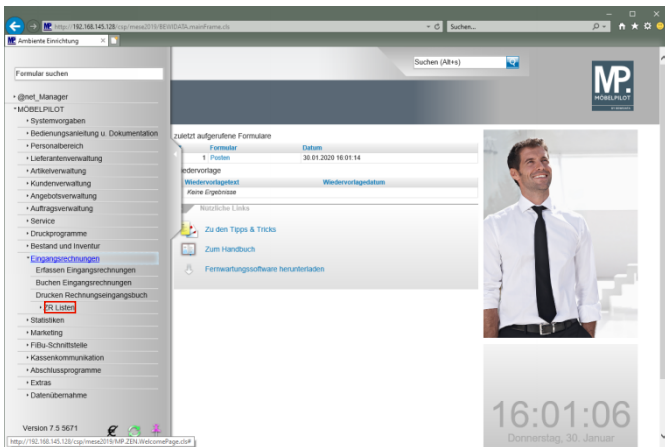 http://192.168.145.128/csp/mese2019/BEWIDATA.mainFrame.cls
Suchen...
MP Ambiente Einrichtung
Suchen (Alt+s)
Formular suchen
MP.
MÖBELPILOT
@net_Manager
MÖBELPILOT
Systemvorgaben
Bedienungsanleitung u. Dokumentation
Personalbereich
Lieferantenverwaltung
Artikelverwaltung
Kundenverwaltung
Angebotsverwaltung
Auftragsverwaltung
Service
Druckprogramme
Bestand und Inventur
Eingangsrechnungen
Erfassen Eingangsrechnungen
Buchen Eingangsrechnungen
Drucken Rechnungseingangsbuch
ZR Listen
Statistiken
Marketing
FiBu-Schnittstelle
Kassenkommunikation
Abschlussprogramme
Extras
Datenübernahme
Version 7.5 5671
zuletzt aufgerufene Formulare
Formular Datum
1 Posten 30.01.2020 16:01:14
edervorlage
Wiedervorlagetext Wiedervorlagedatum
Keine Ergebnisse
Nützliche Links
Zu den Tipps & Tricks
Zum Handbuch
Fernwartungssoftware herunterladen
16:01:06
Donnerstag, 30. Januar
http://192.168.145.128/csp/mese2019/MP.ZEN.WelcomePage.cls#